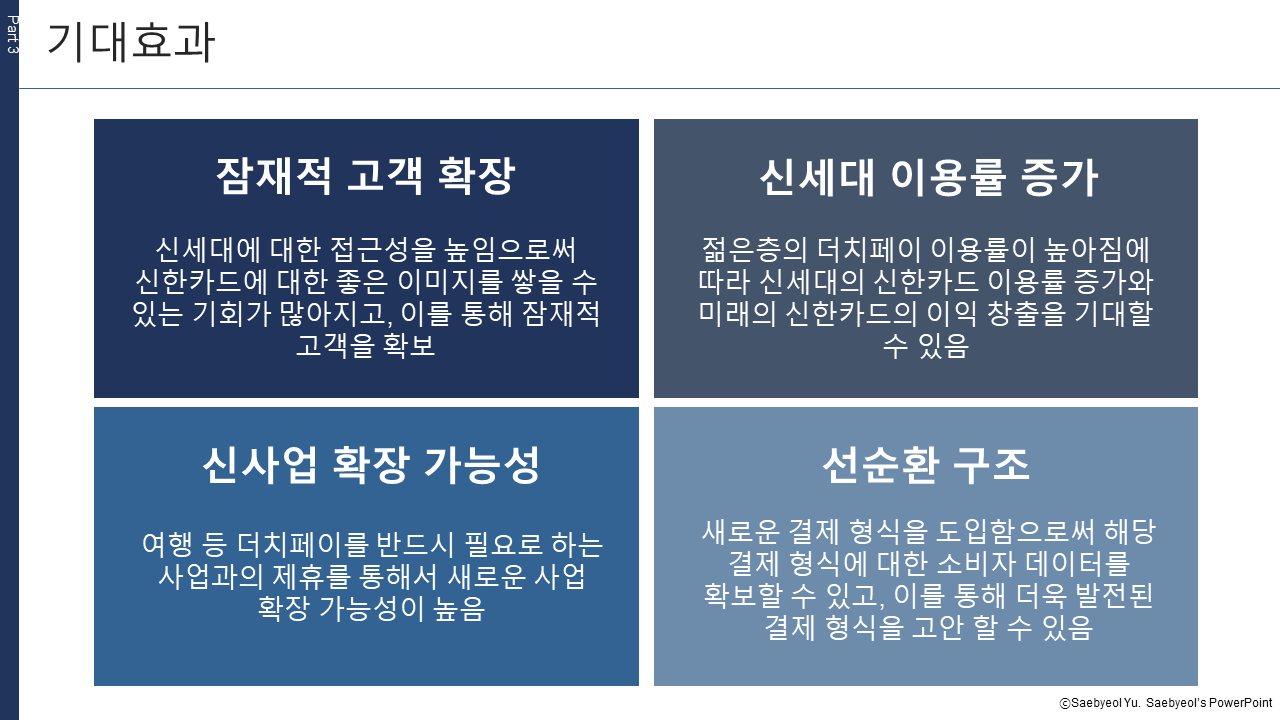 Part 3
기대효과
잠재적 고객 확장
신세대에 대한 접근성을 높임으로써
신한카드에 대한 좋은 이미지를 쌓을 수
있는 기회가 많아지고, 이를 통해 잠재적
고객을 확보
신세대 이용률 증가
젊은층의 더치페이 이용률이 높아짐에
따라 신세대의 신한카드 이용률 증가와
미래의 신한카드의 이익 창출을 기대할
수 있음
신사업 확장 가능성
여행 등 더치페이를 반드시 필요로 하는
사업과의 제휴를 통해서 새로운 사업
확장 가능성이 높음
선순환 구조
새로운 결제 형식을 도입함으로써 해당
결제 형식에 대한 소비자 데이터를
확보할 수 있고, 이를 통해 더욱 발전된
결제 형식을 고안 할 수 있음
ⓒSaebyeol Yu. Saebyeol's PowerPoint